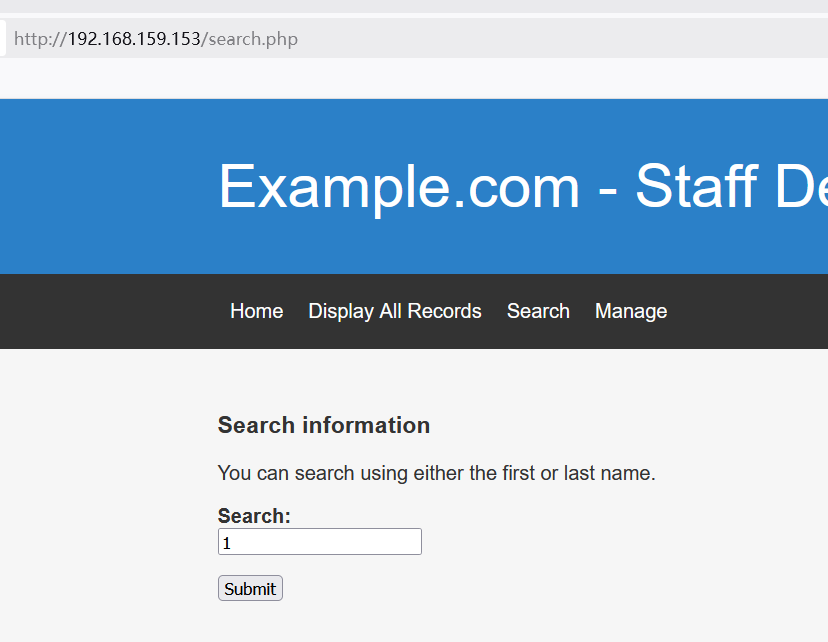 http://192.168.159.153/search.php
Example.com - Staff De
Home Display All Records Search Manage
Search information
You can search using either the first or last name.
Search:
1
Submit